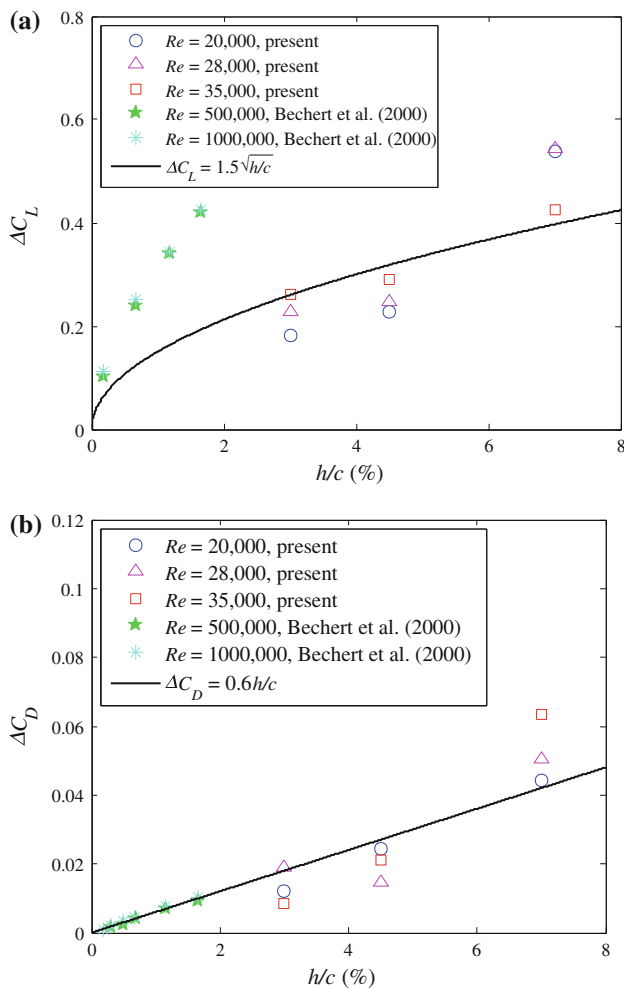 (a)
0.8
0.6
0.4
0.2
0
ΔC_L
Re = 20,000, present
Re = 28,000, present
Re = 35,000, present
Re = 500,000, Bechert et al. (2000)
Re = 1000,000, Bechert et al. (2000)
ΔC_L = 1.5√h/c
0 2 4 6 8
h/c (%)
(b)
0.12
0.1
0.08
0.06
0.04
0.02
0
ΔC_D
Re = 20,000, present
Re = 28,000, present
Re = 35,000, present
Re = 500,000, Bechert et al. (2000)
Re = 1000,000, Bechert et al. (2000)
ΔC_D = 0.6h/c
0 2 4 6 8
h/c (%)